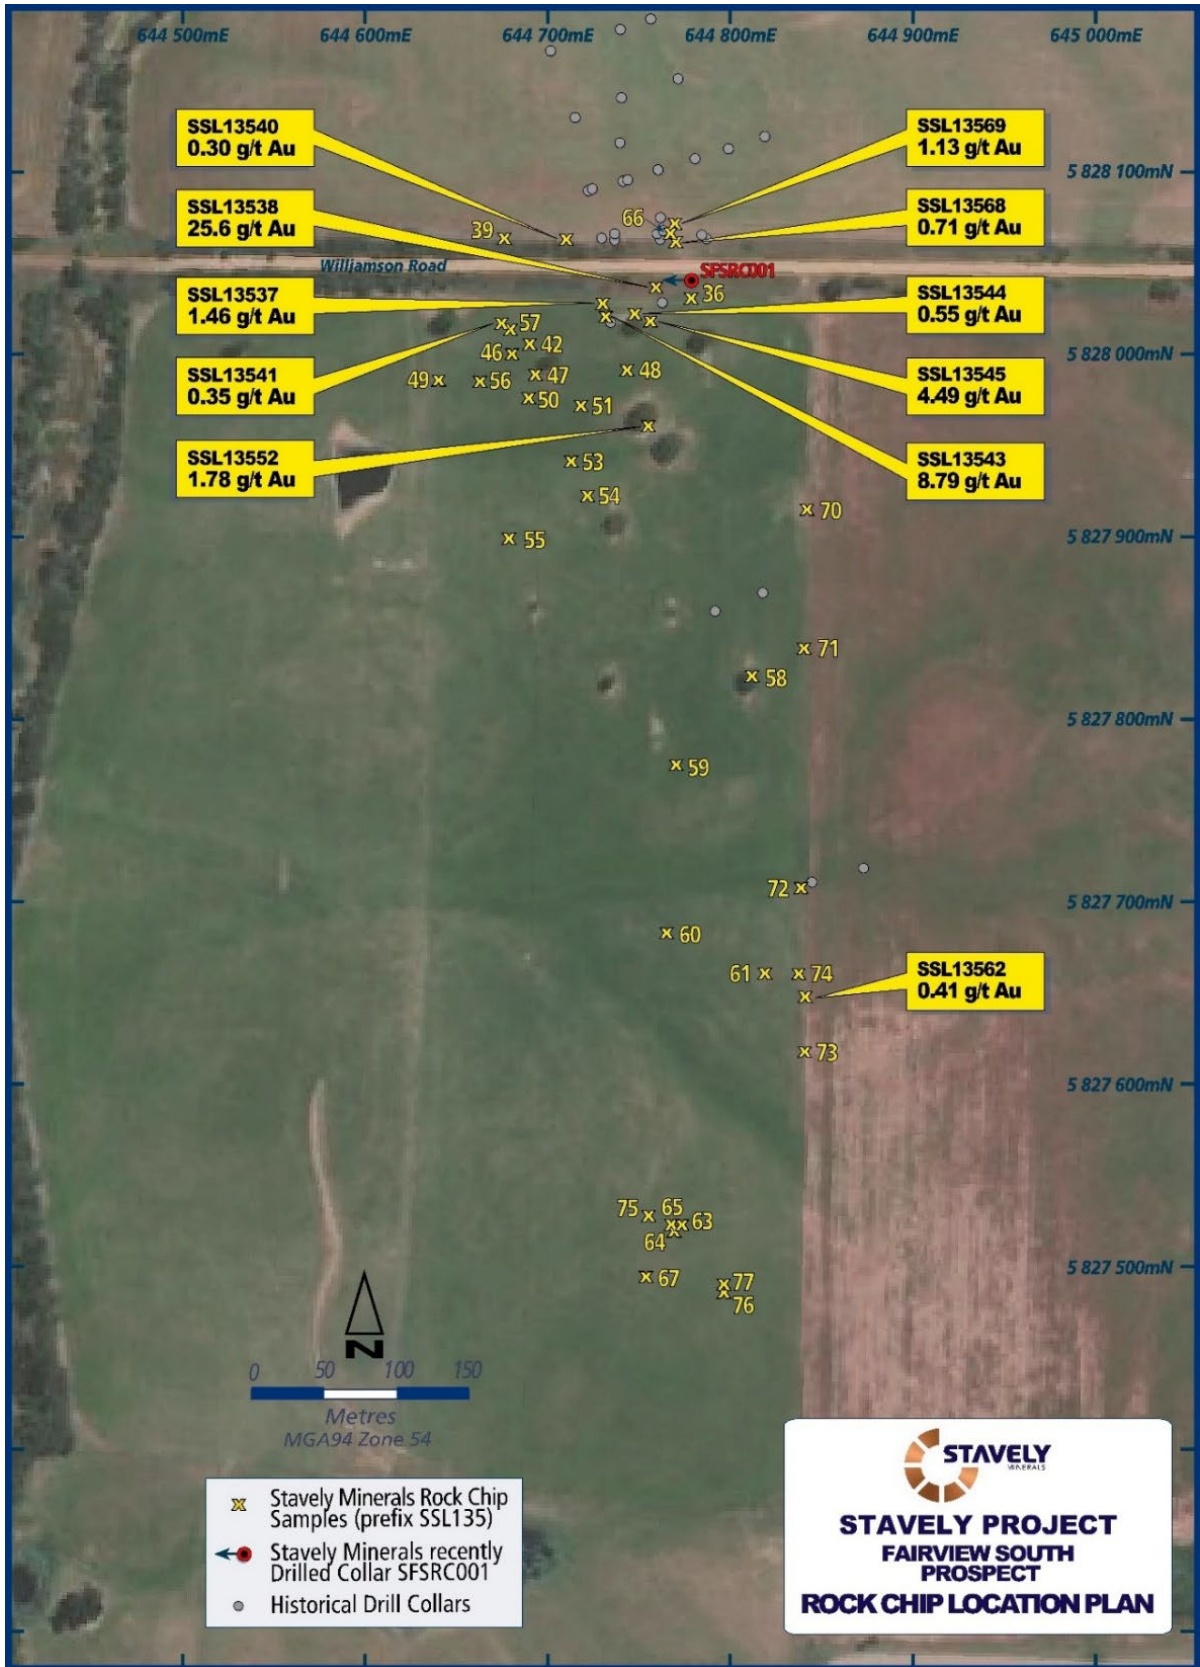 644 500mE 644 600mE 644 700mE 644 800mE 644 900mE 645 000mE
SSL13540
0.30 g/t Au
SSL13569
1.13 g/t Au
5 828 100mN
SSL13538
25.6 g/t Au
66
SSL13568
0.71 g/t Au
39
Williamson Road
SFSRC001
36
SSL13537
1.46 g/t Au
SSL13544
0.55 g/t Au
57
42
46
5 828 000mN
SSL13541
0.35 g/t Au
49
56
47
48
SSL13545
4.49 g/t Au
50
51
SSL13552
1.78 g/t Au
53
SSL13543
8.79 g/t Au
54
70
55
5 827 900mN
71
58
5 827 800mN
59
72
5 827 700mN
60
61
74
SSL13562
0.41 g/t Au
73
5 827 600mN
75
65
63
64
67
77
76
5 827 500mN
N
0 50 100 150
Metres
MGA94 Zone 54
Stavely Minerals Rock Chip
Samples (prefix SSL135)
Stavely Minerals recently
Drilled Collar SFSRC001
Historical Drill Collars
STAVELY
MINERALS
STAVELY PROJECT
FAIRVIEW SOUTH
PROSPECT
ROCK CHIP LOCATION PLAN